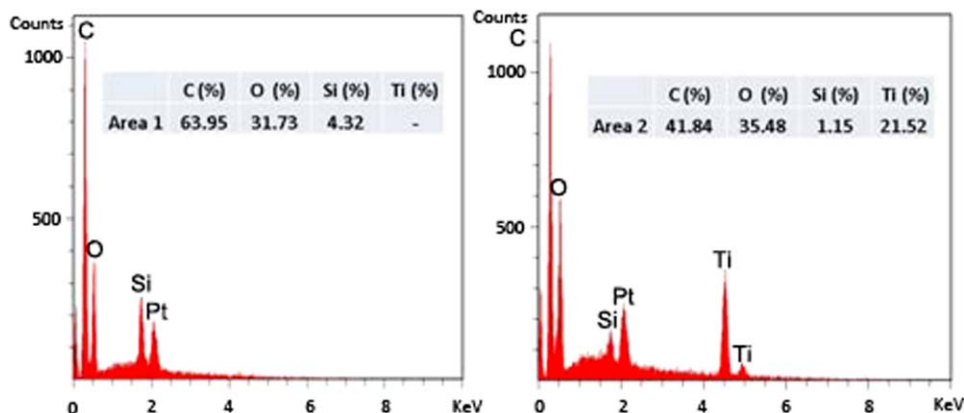 Counts
C
1000
C (%) O (%) Si (%) Ti (%)
Area 1 63.95 31.73 4.32 -
500
O
Si
Pt
0 2 4 6 8 KeV
Counts
C
1000
C (%) O (%) Si (%) Ti (%)
Area 2 41.84 35.48 1.15 21.52
O
500
Ti
Pt
Si
Ti
0 2 4 6 8 KeV